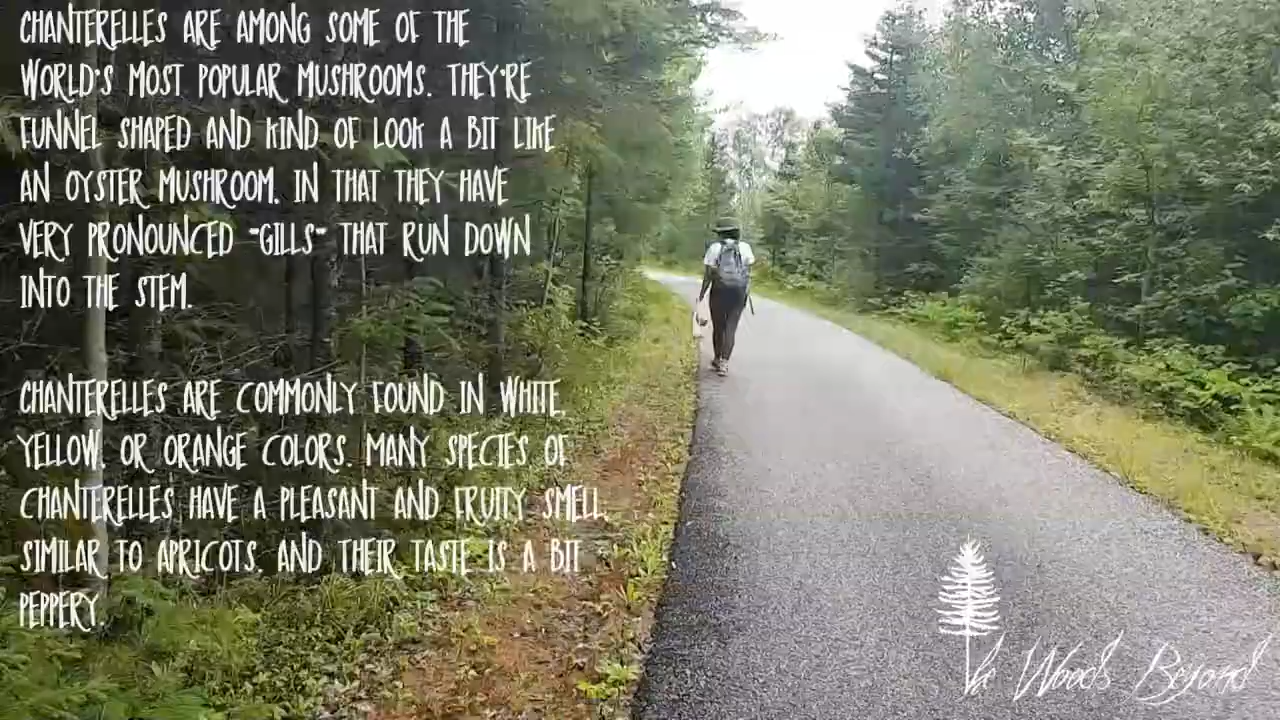 CHANTERELLES ARE AMONG SOME OF THE
WORLD'S MOST POPULAR MUSHROOMS. THEY'RE
FUNNEL SHAPED AND KIND OF LOOK A BIT LIKE
AN OYSTER MUSHROOM, IN THAT THEY HAVE
VERY PRONOUNCED "GILLS" THAT RUN DOWN
INTO THE STEM.
CHANTERELLES ARE COMMONLY FOUND IN WHITE,
YELLOW, OR ORANGE COLORS. MANY SPECIES OF
CHANTERELLES HAVE A PLEASANT AND FRUITY SMELL,
SIMILAR TO APRICOTS, AND THEIR TASTE IS A BIT
PEPPERY.
The Woods Beyond